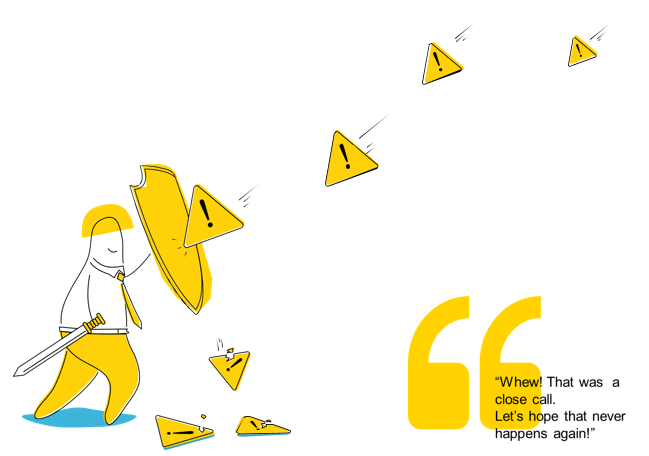 “Whew! That was a
close call.
Let’s hope that never
happens again!”